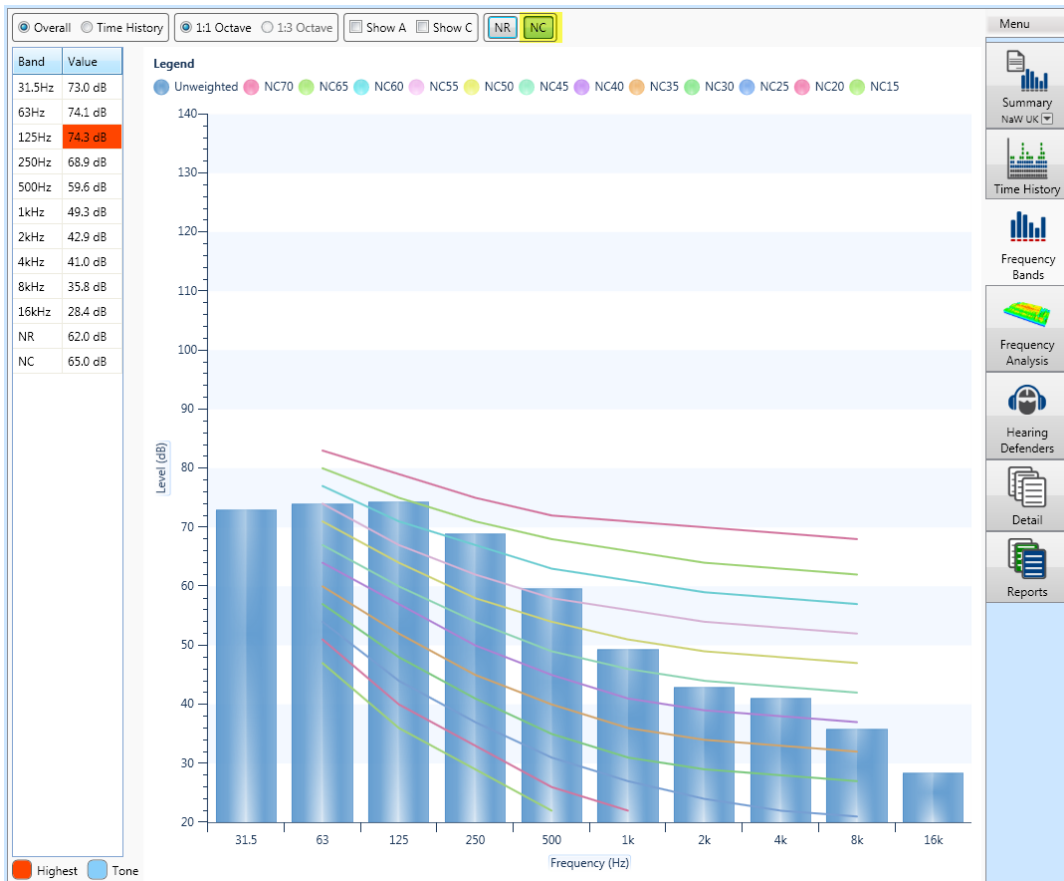 Overall Time History 1:1 Octave 1:3 Octave Show A Show C NR NC
Menu
Band Value
31.5Hz 73.0 dB
63Hz 74.1 dB
125Hz 74.3 dB
250Hz 68.9 dB
500Hz 59.6 dB
1kHz 49.3 dB
2kHz 42.9 dB
4kHz 41.0 dB
8kHz 35.8 dB
16kHz 28.4 dB
NR 62.0 dB
NC 65.0 dB
Highest Tone
Legend
Unweighted NC70 NC65 NC60 NC55 NC50 NC45 NC40 NC35 NC30 NC25 NC20 NC15
140
130
120
110
100
90
80
70
60
50
40
30
20
Level (dB)
31.5 63 125 250 500 1k 2k 4k 8k 16k
Frequency (Hz)
Summary
NaW UK
Time History
Frequency
Bands
Frequency
Analysis
Hearing
Defenders
Detail
Reports